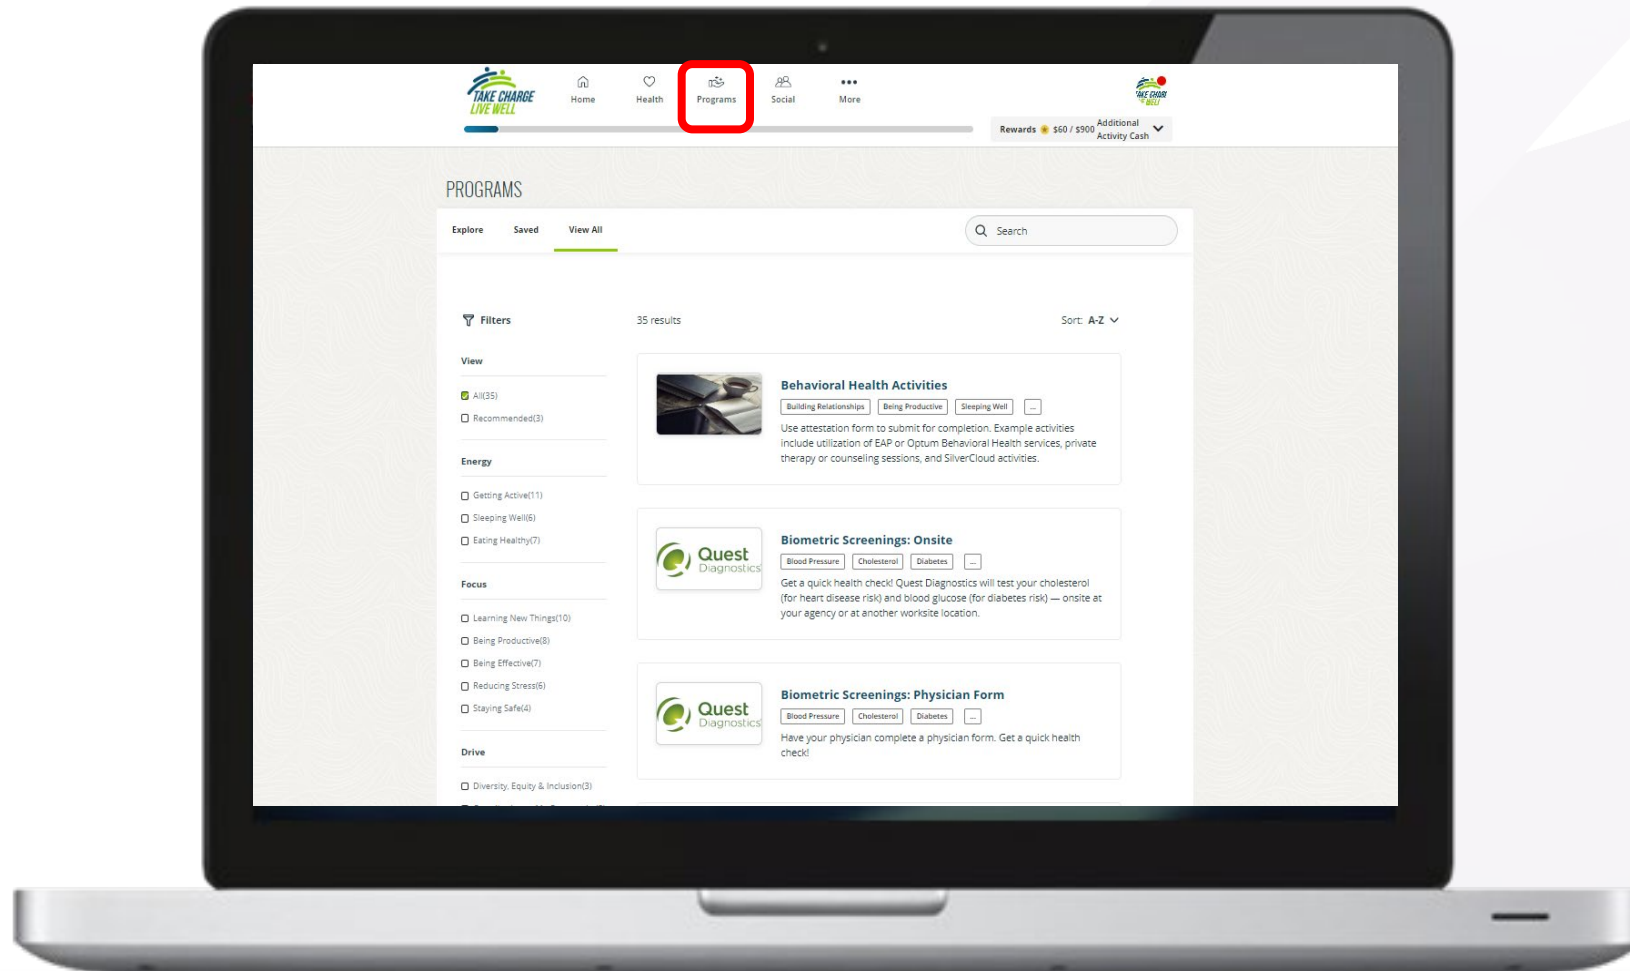 TAKE CHARGE
LIVE WELL
Home
Health
Programs
Social
More
TAKE CHARGE
LIVE WELL
Rewards $60 / $900 Additional
Activity Cash
PROGRAMS
Explore
Saved
View All
Search
Filters
35 results
Sort: A-Z
View
All(35)
Recommended(3)
Energy
Getting Active(11)
Sleeping Well(6)
Eating Healthy(7)
Focus
Learning New Things(10)
Being Productive(8)
Being Effective(7)
Reducing Stress(6)
Staying Safe(4)
Drive
Diversity, Equity & Inclusion(3)
Behavioral Health Activities
Building Relationships Being Productive Sleeping Well ...
Use attestation form to submit for completion. Example activities
include utilization of EAP or Optum Behavioral Health services, private
therapy or counseling sessions, and SilverCloud activities.
Quest
Diagnostics
Biometric Screenings: Onsite
Blood Pressure Cholesterol Diabetes ...
Get a quick health check! Quest Diagnostics will test your cholesterol
(for heart disease risk) and blood glucose (for diabetes risk) — onsite at
your agency or at another worksite location.
Quest
Diagnostics
Biometric Screenings: Physician Form
Blood Pressure Cholesterol Diabetes ...
Have your physician complete a physician form. Get a quick health
check!